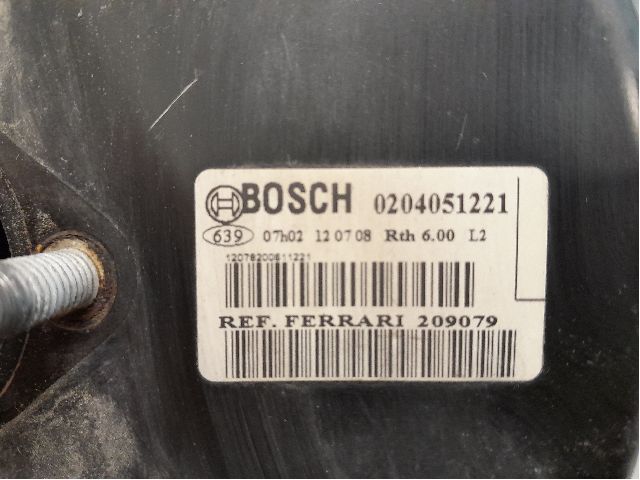 BOSCH 0204051221
639 07h02 12 07 08 Rth 6.00 L2
12078200611221
REF. FERRARI 209079